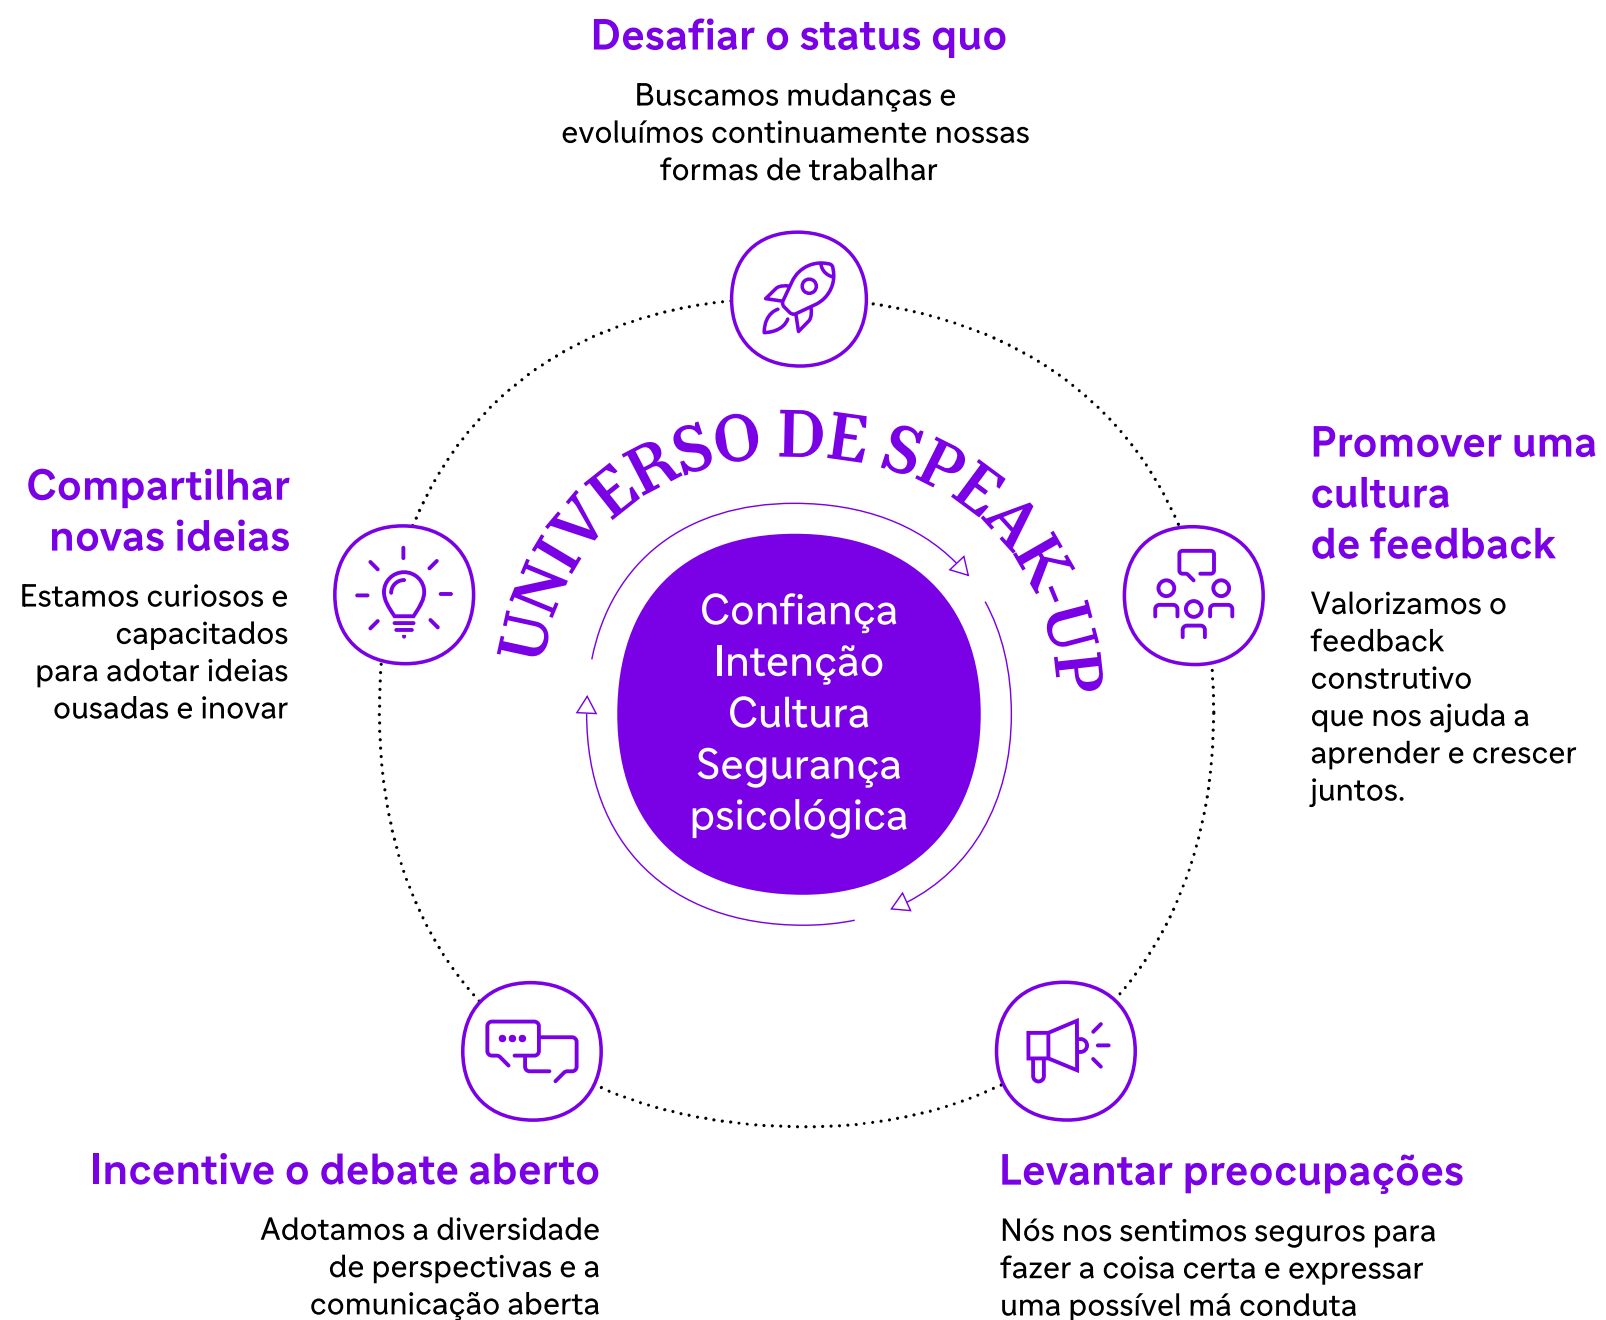 Desafiar o status quo
Buscamos mudanças e
evoluímos continuamente nossas
formas de trabalhar
UNIVERSO DE SPEAK-UP
Compartilhar
novas ideias
Estamos curiosos e
capacitados
para adotar ideias
ousadas e inovar
Confiança
Intenção
Cultura
Segurança
psicológica
Promover uma
cultura
de feedback
Valorizamos o
feedback
construtivo
que nos ajuda a
aprender e crescer
juntos.
Incentive o debate aberto
Adotamos a diversidade
de perspectivas e a
comunicação aberta
Levantar preocupações
Nós nos sentimos seguros para
fazer a coisa certa e expressar
uma possível má conduta